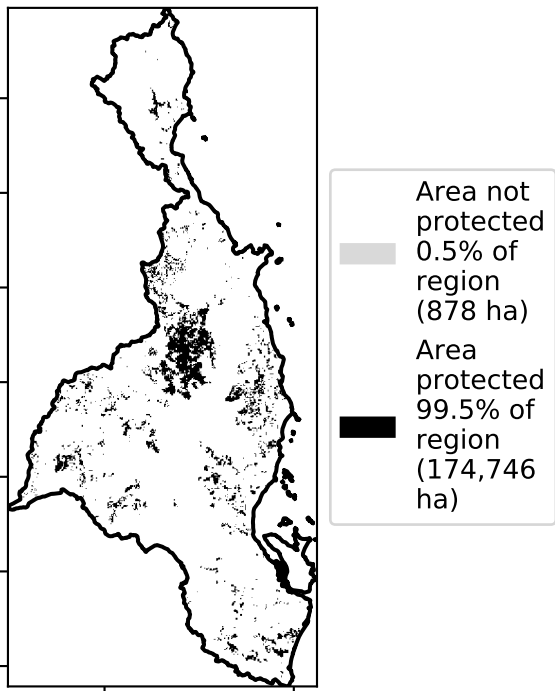 Area not
protected
0.5% of
region
(878 ha)
Area
protected
99.5% of
region
(174,746
ha)